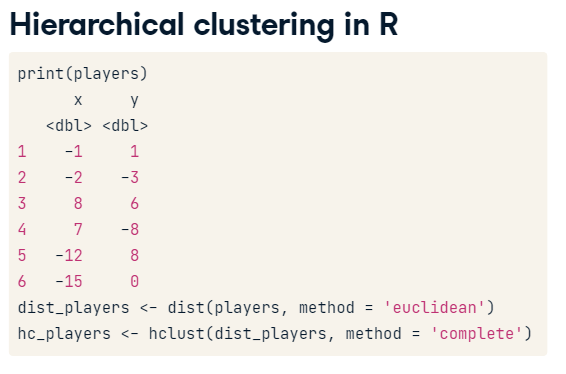 Hierarchical clustering in R
print(players)
x y
<dbl> <dbl>
1 -1 1
2 -2 -3
3 8 6
4 7 -8
5 -12 8
6 -15 0
dist_players <- dist(players, method = 'euclidean')
hc_players <- hclust(dist_players, method = 'complete')